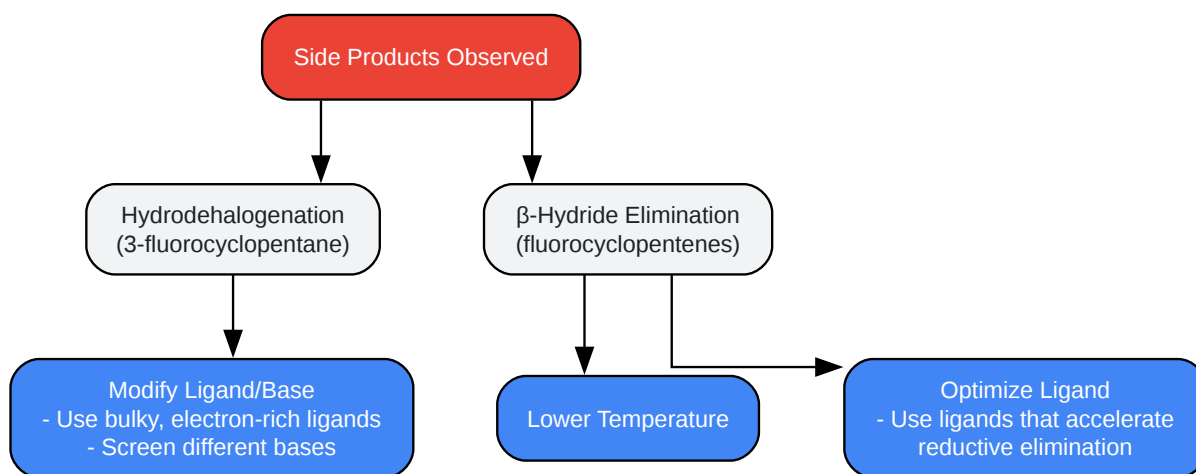 Side Products Observed
Hydrodehalogenation
(3-fluorocyclopentane)
β-Hydride Elimination
(fluorocyclopentenes)
Modify Ligand/Base
- Use bulky, electron-rich ligands
- Screen different bases
Lower Temperature
Optimize Ligand
- Use ligands that accelerate
reductive elimination